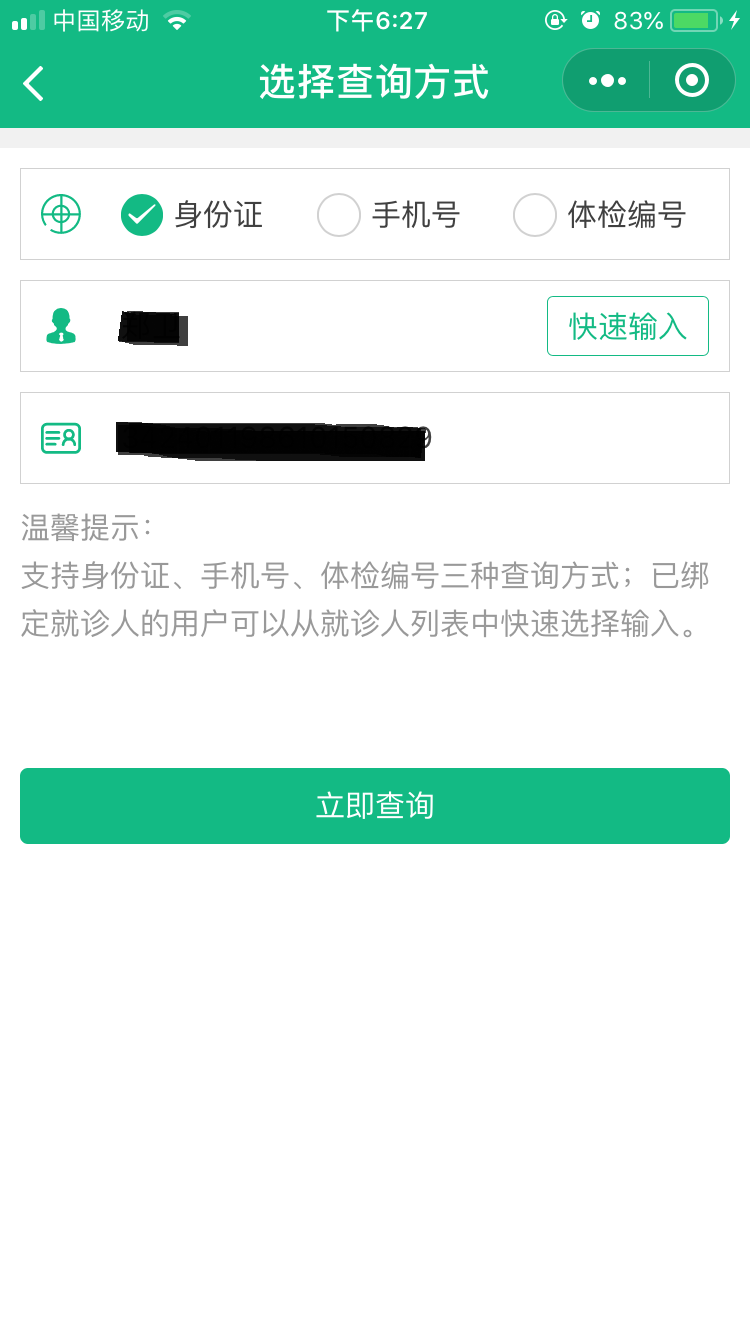 中国移动 下午6:27 83%
选择查询方式
身份证 手机号 体检编号
快速输入
温馨提示：
支持身份证、手机号、体检编号三种查询方式；已绑
定就诊人的用户可以从就诊人列表中快速选择输入。
立即查询